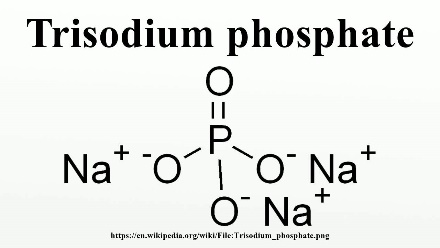 Trisodium phosphate
O
P
Na+ -O O- Na+
O- Na+
https://en.wikipedia.org/wiki/File:Trisodium_phosphate.png